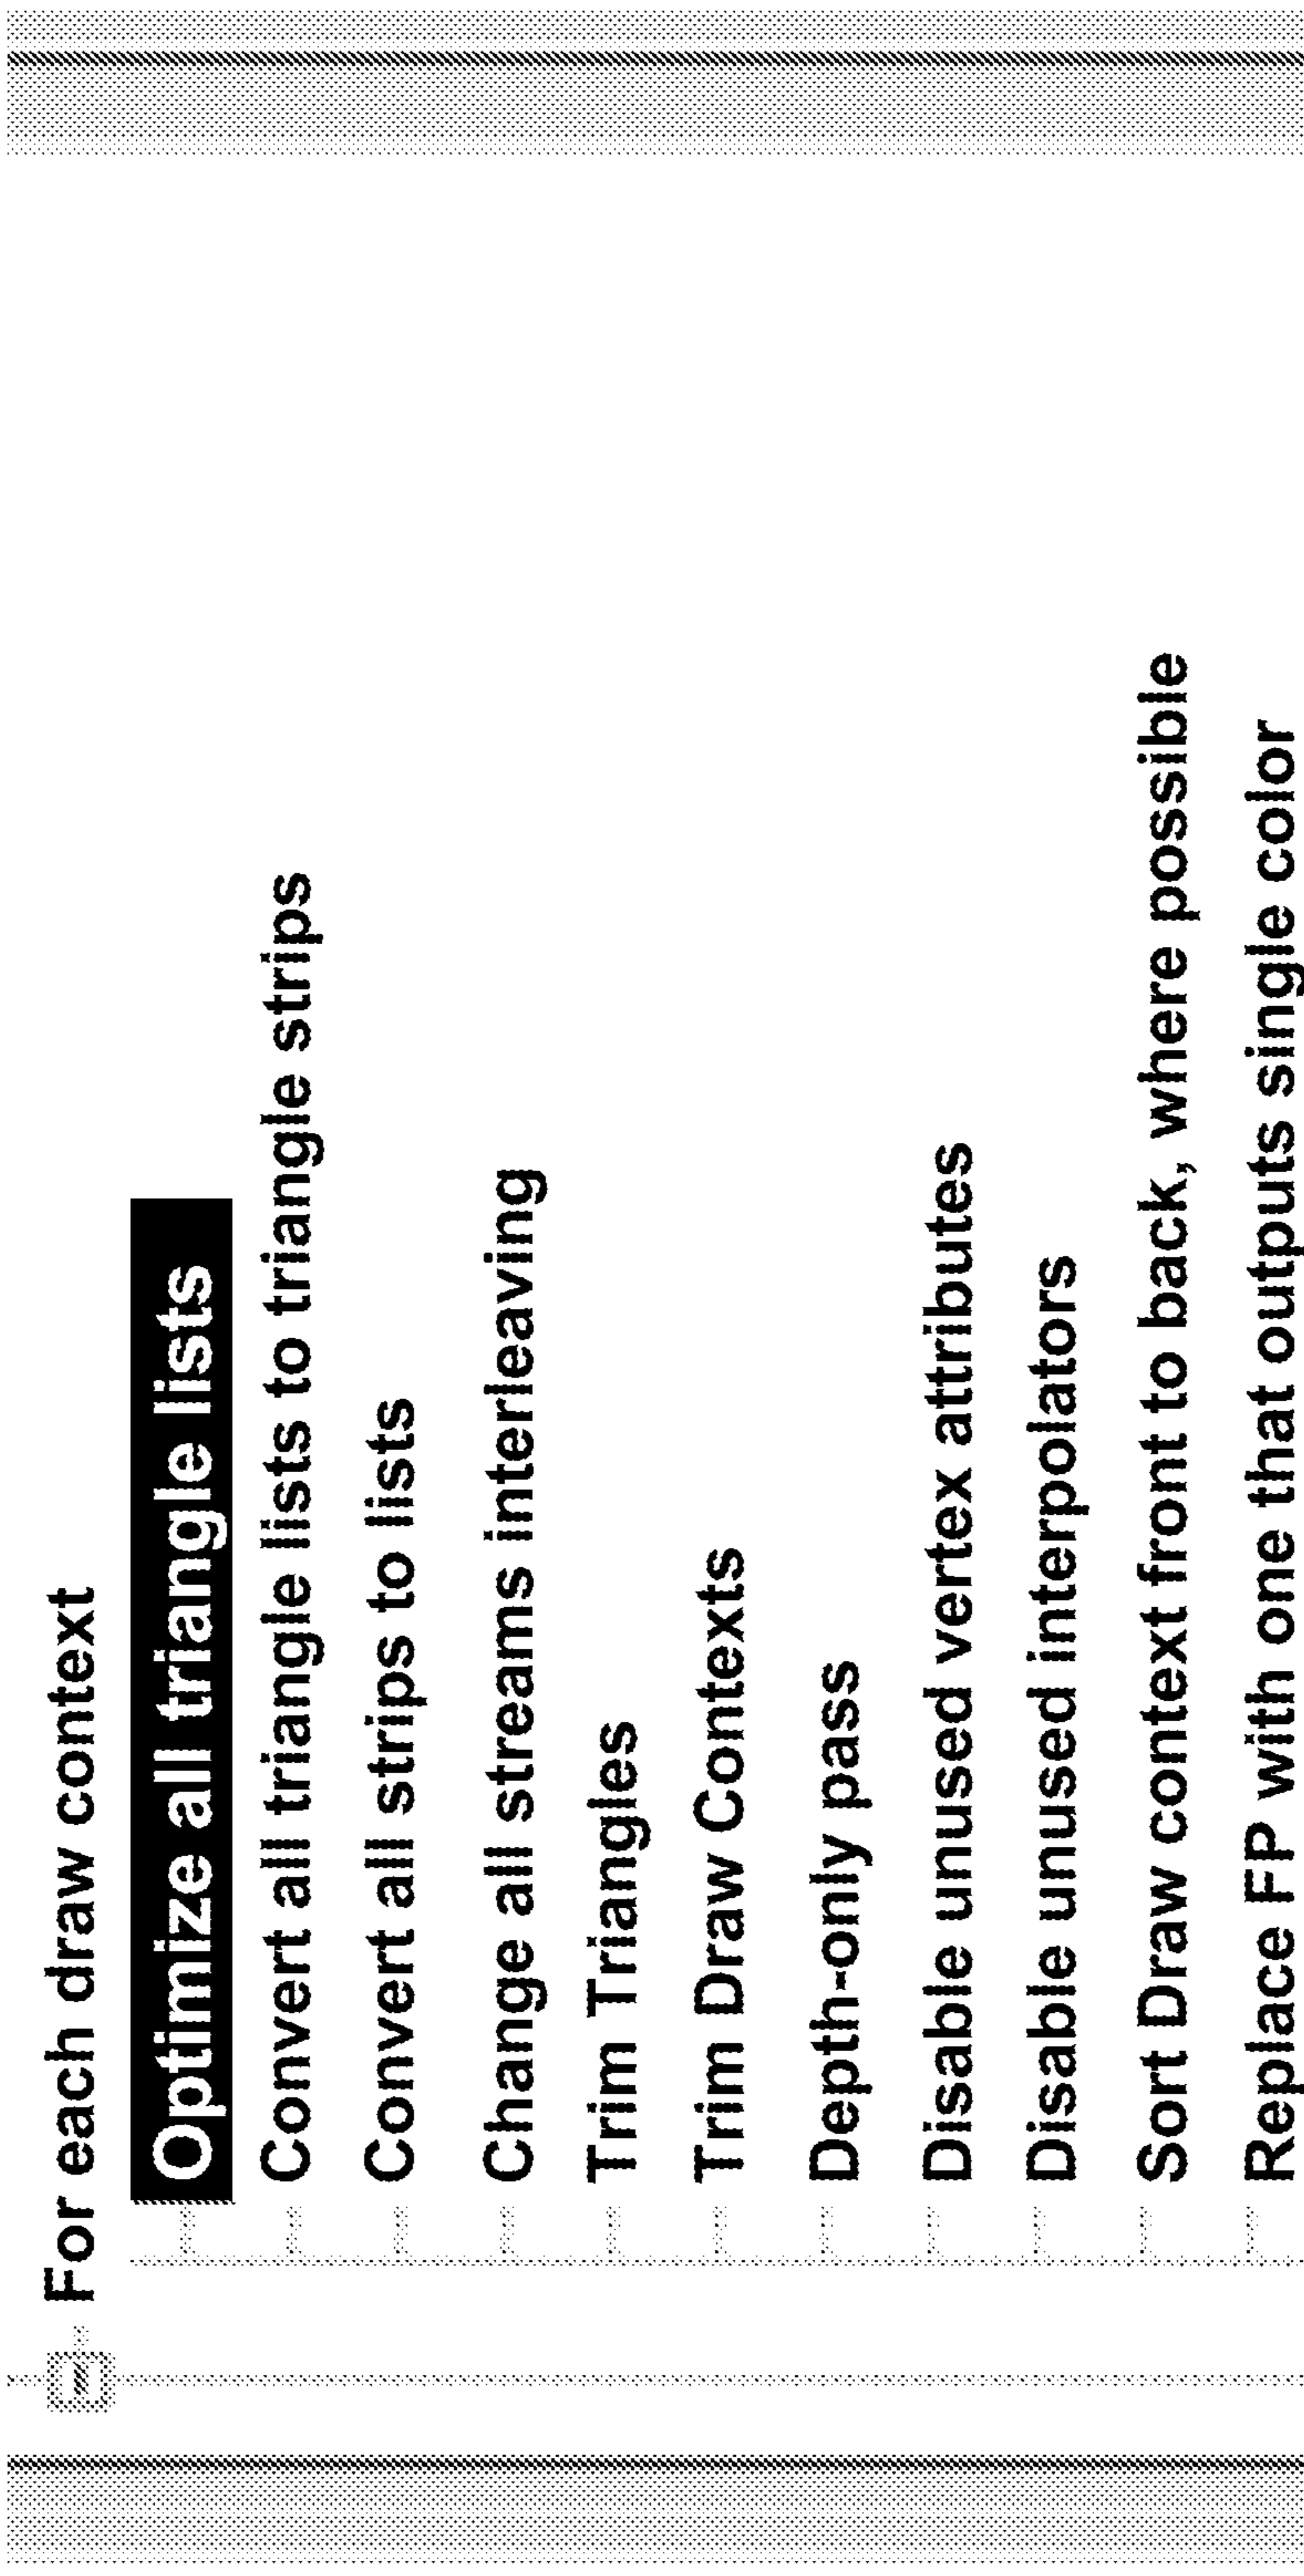 For each draw context
Optimize all triangle lists
Convert all triangle lists to triangle strips
Convert all strips to lists
Change all streams interleaving
Trim Triangles
Trim Draw Contexts
Depth-only pass
Disable unused vertex attributes
Disable unused interpolators
Sort Draw context front to back, where possible
Replace FP with one that outputs single color